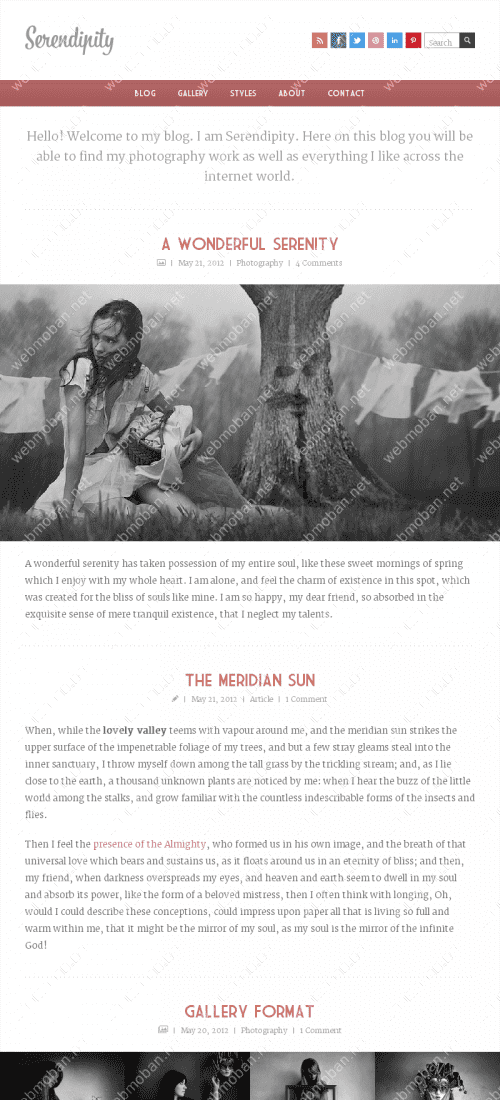 Serendipity
Search
BLOG GALLERY STYLES ABOUT CONTACT
Hello! Welcome to my blog. I am Serendipity. Here on this blog you will be
able to find my photography work as well as everything I like across the
internet world.
A WONDERFUL SERENITY
| May 21, 2012 | Photography | 4 Comments
webmoban.net
A wonderful serenity has taken possession of my entire soul, like these sweet mornings of spring
which I enjoy with my whole heart. I am alone, and feel the charm of existence in this spot, which
was created for the bliss of souls like mine. I am so happy, my dear friend, so absorbed in the
exquisite sense of mere tranquil existence, that I neglect my talents.
THE MERIDIAN SUN
| May 21, 2012 | Article | 1 Comment
When, while the lovely valley teems with vapour around me, and the meridian sun strikes the
upper surface of the impenetrable foliage of my trees, and but a few stray gleams steal into the
inner sanctuary, I throw myself down among the tall grass by the trickling stream; and, as I lie
close to the earth, a thousand unknown plants are noticed by me: when I hear the buzz of the little
world among the stalks, and grow familiar with the countless indescribable forms of the insects and
flies.
Then I feel the presence of the Almighty, who formed us in his own image, and the breath of that
universal love which bears and sustains us, as it floats around us in an eternity of bliss; and then,
my friend, when darkness overspreads my eyes, and heaven and earth seem to dwell in my soul
and absorb its power, like the form of a beloved mistress, then I often think with longing, Oh,
would I could describe these conceptions, could impress upon paper all that is living so full and
warm within me, that it might be the mirror of my soul, as my soul is the mirror of the infinite
God!
GALLERY FORMAT
| May 20, 2012 | Photography | 1 Comment